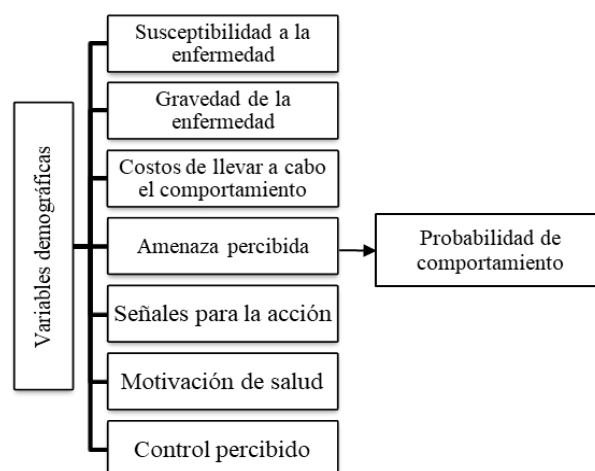 Variables demográficas
Susceptibilidad a la
enfermedad
Gravedad de la
enfermedad
Costos de llevar a cabo
el comportamiento
Amenaza percibida
Señales para la acción
Motivación de salud
Control percibido
Probabilidad de
comportamiento